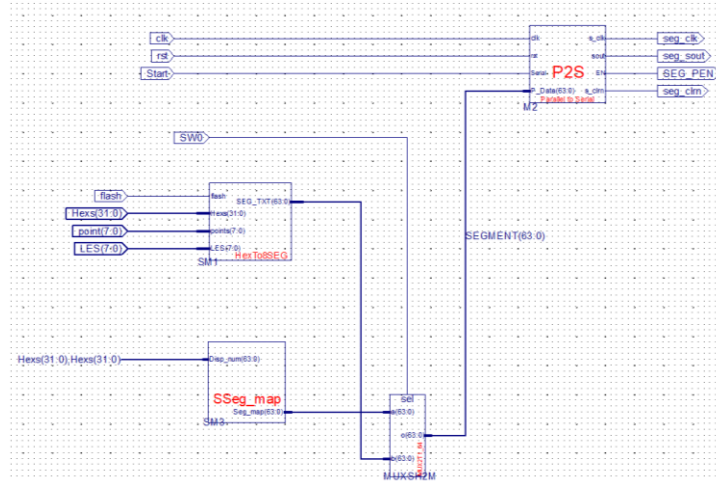 clk
rst
Start
clk
rst
Serial
P_Data(63:0)
P2S
Parallel to Serial
s_clk
sout
EN
s_clrn
M2
seg_clk
seg_sout
SEG_PEN
seg_clrn
SW0
flash
Hexs(31:0)
point(7:0)
LES(7:0)
flash
Hexs(31:0)
points(7:0)
LES(7:0)
SEG_TXT(63:0)
HexTo8SEG
SM1
SEGMENT(63:0)
Hexs(31:0),Hexs(31:0)
Disp_num(63:0)
SSeg_map
Seg_map(63:0)
SM3
sel
a(63:0)
o(63:0)
b(63:0)
MUXSH2M